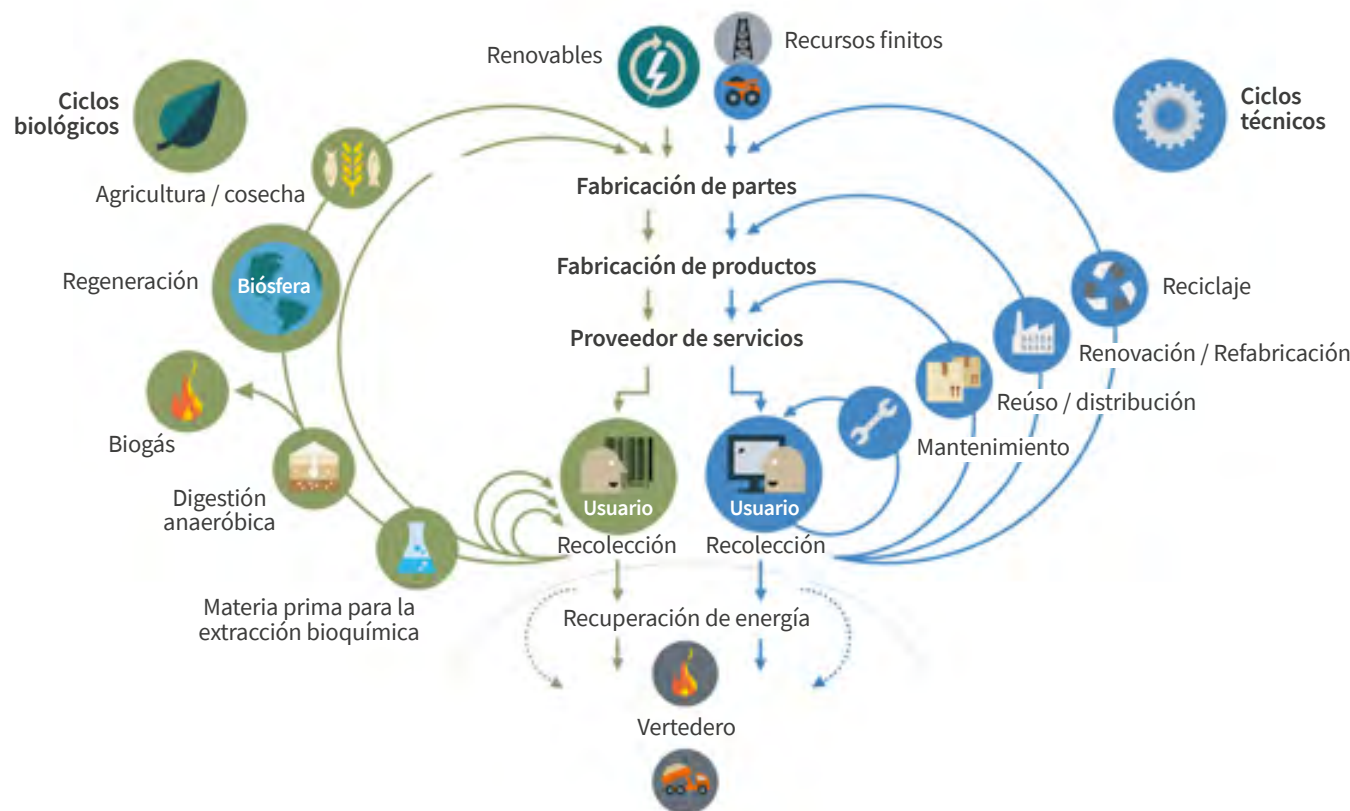 Renovables
Recursos finitos
Ciclos
biológicos
Ciclos
técnicos
Agricultura / cosecha
Fabricación de partes
Regeneración
Biósfera
Fabricación de productos
Reciclaje
Proveedor de servicios
Renovación / Refabricación
Reúso / distribución
Biogás
Mantenimiento
Digestión
anaeróbica
Usuario
Usuario
Recolección
Recolección
Materia prima para la
extracción bioquímica
Recuperación de energía
Vertedero